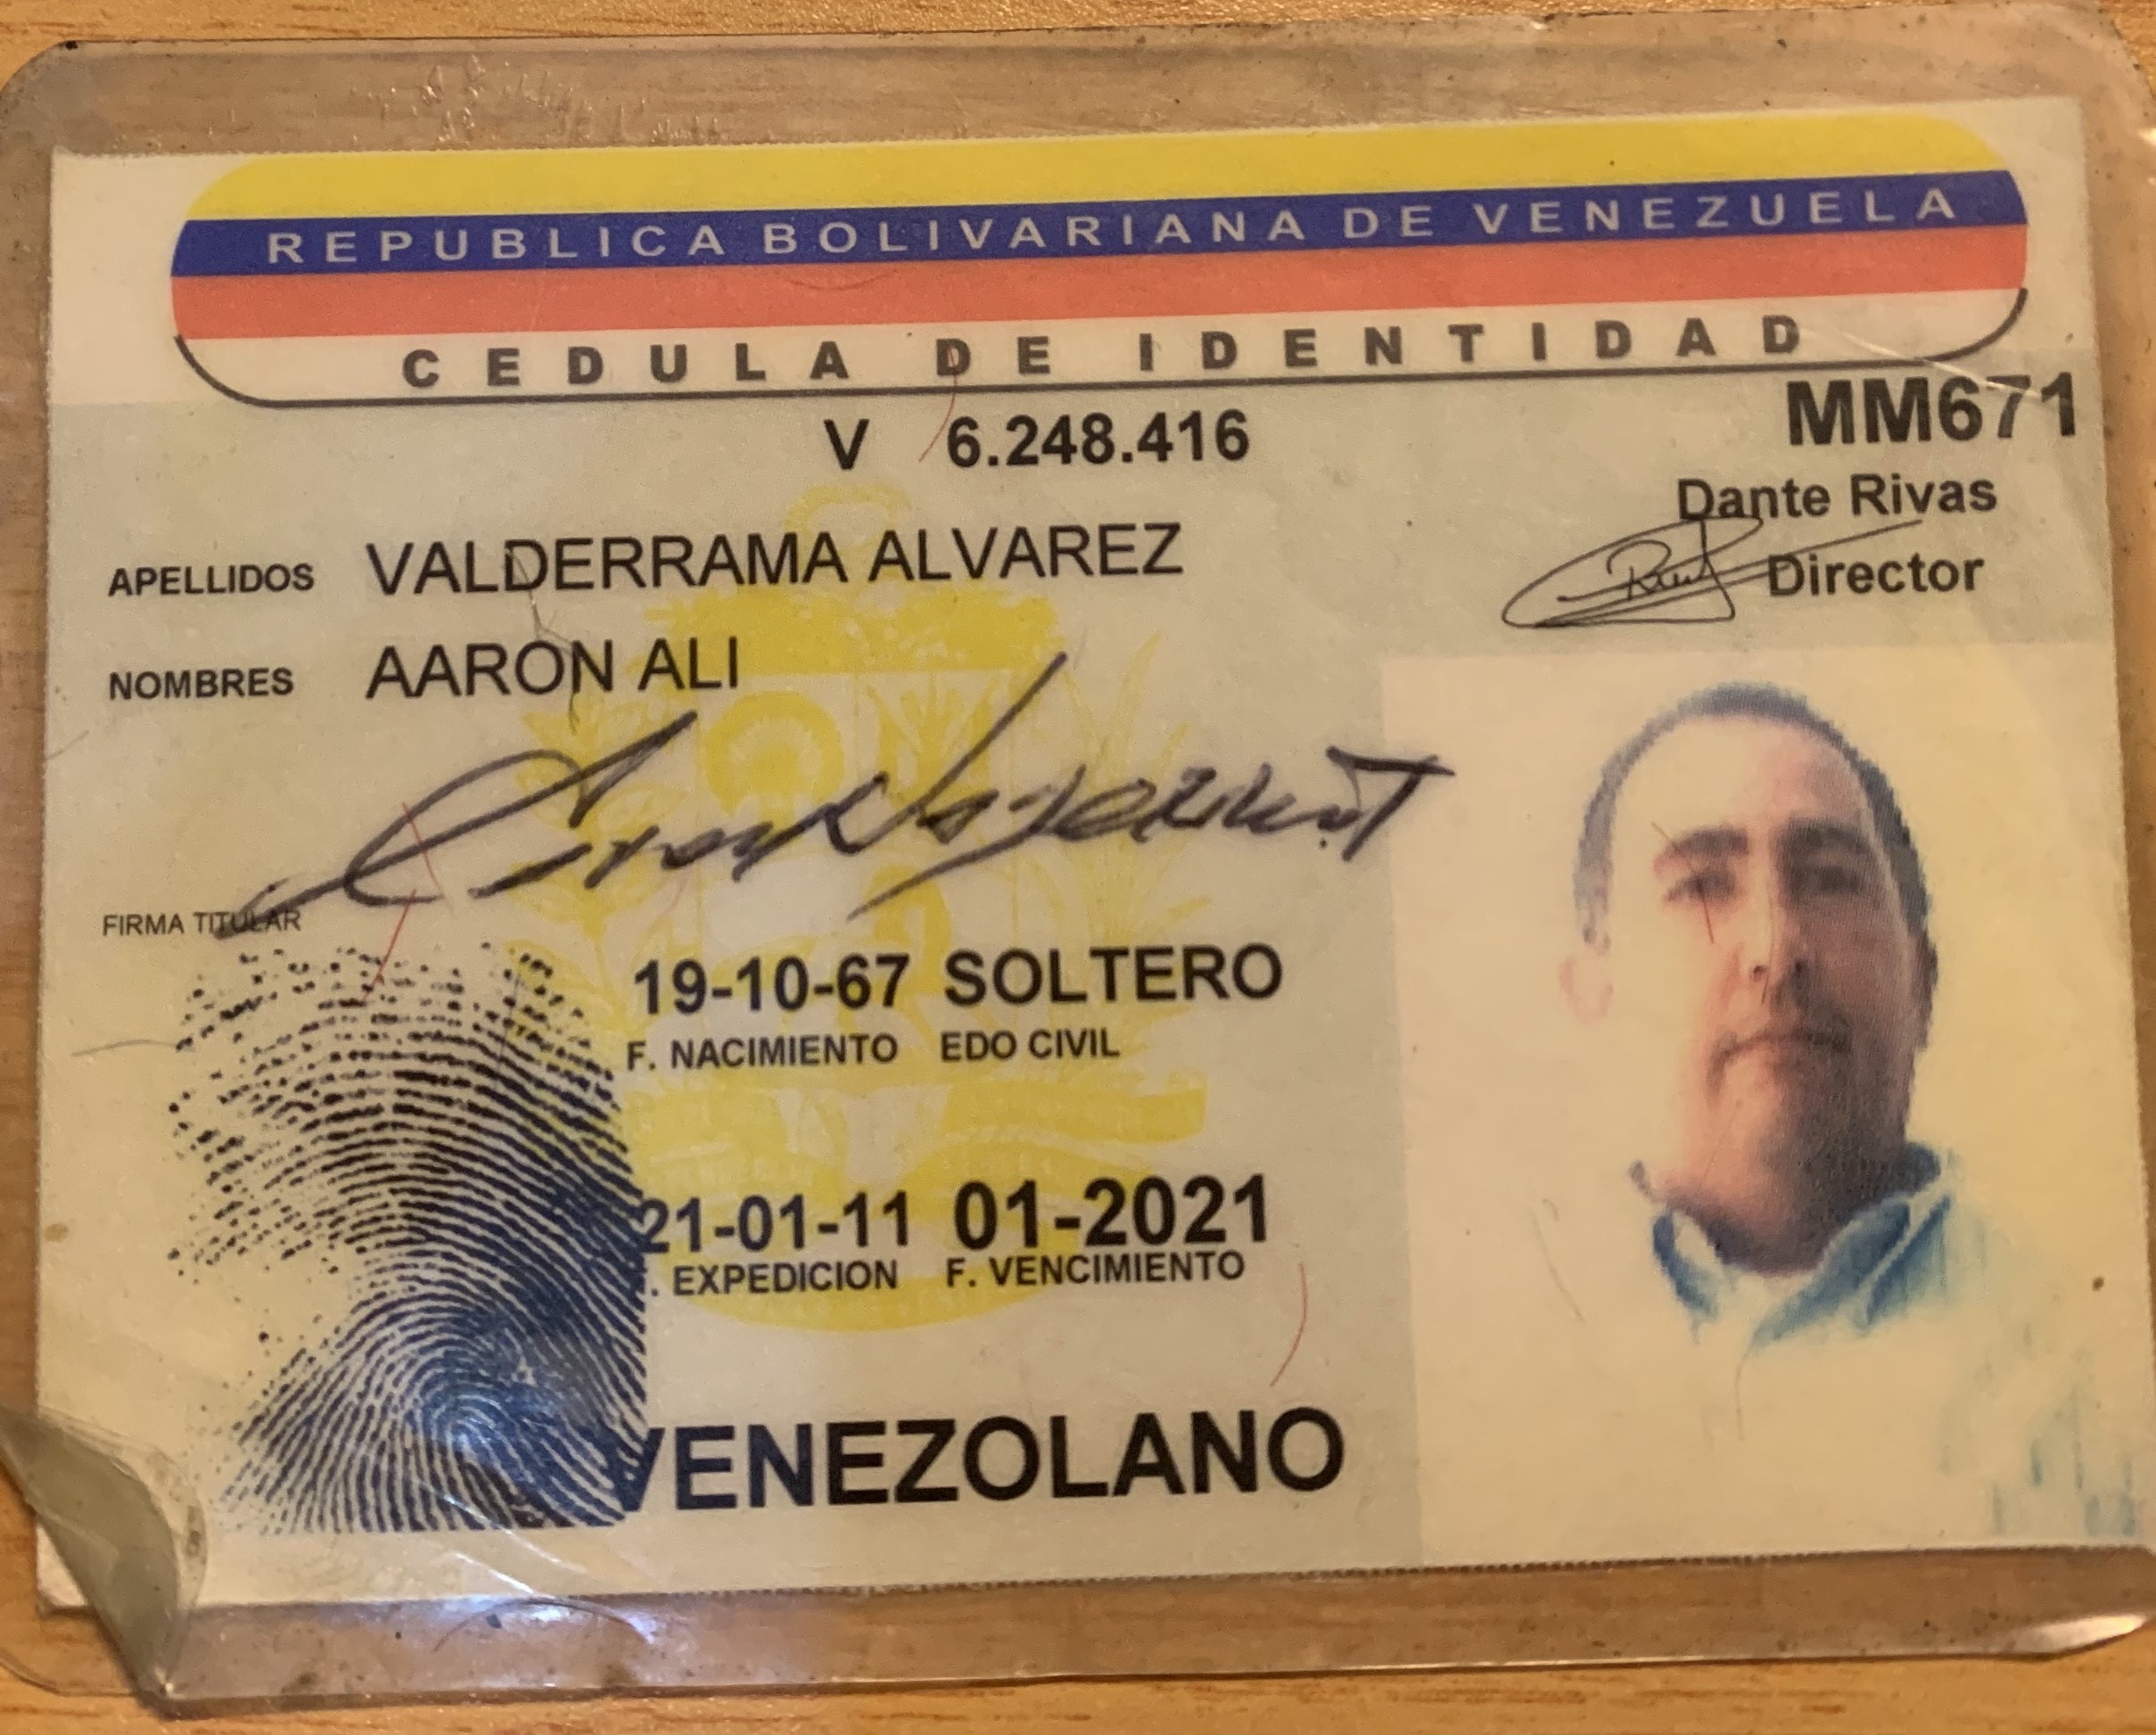 REPUBLICA BOLIVARIANA DE VENEZUELA
CEDULA DE IDENTIDAD
V 6.248.416
MM671
Dante Rivas
Director
APELLIDOS VALDERRAMA ALVAREZ
NOMBRES AARON ALI
FIRMA TITULAR
19-10-67 SOLTERO
F. NACIMIENTO EDO CIVIL
21-01-11 01-2021
. EXPEDICION F. VENCIMIENTO
VENEZOLANO